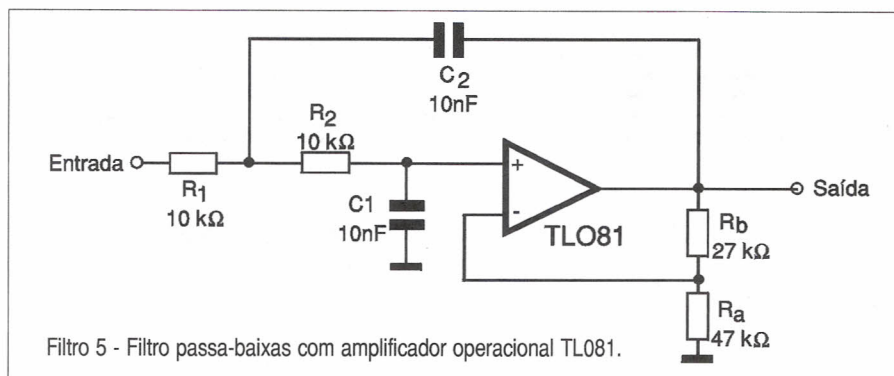 C2
10nF
R2
10 kΩ
Entrada
R1
10 kΩ
C1
10nF
+
-
TLO81
Saída
Rb
27 kΩ
Ra
47 kΩ
Filtro 5 - Filtro passa-baixas com amplificador operacional TL081.